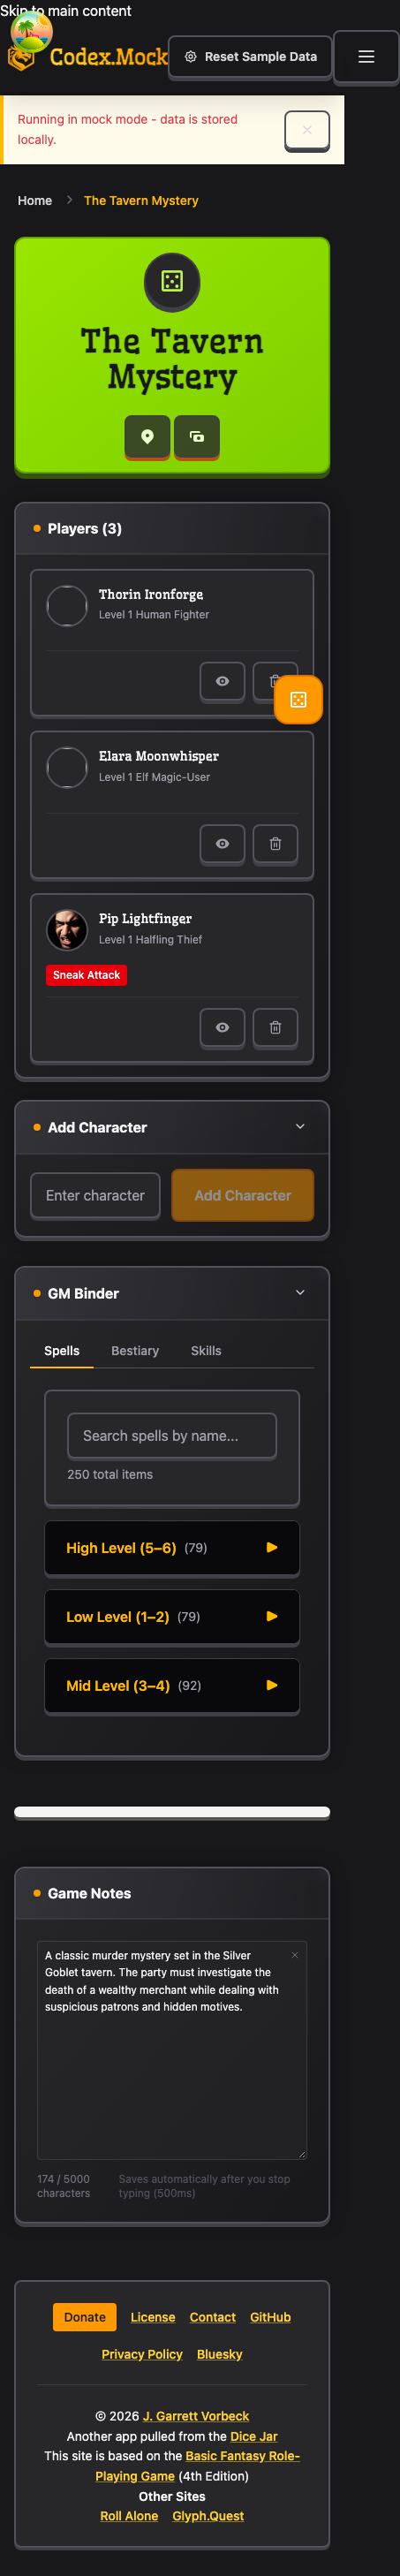 Skip to main content
Codex.Mock
Reset Sample Data
Running in mock mode - data is stored
locally.
Home
The Tavern Mystery
The Tavern
Mystery
Players (3)
Thorin Ironforge
Level 1 Human Fighter
Elara Moonwhisper
Level 1 Elf Magic-User
Pip Lightfinger
Level 1 Halfling Thief
Sneak Attack
Add Character
Enter character
Add Character
GM Binder
Spells Bestiary Skills
Search spells by name...
250 total items
High Level (5–6) (79)
Low Level (1–2) (79)
Mid Level (3–4) (92)
Game Notes
A classic murder mystery set in the Silver
Goblet tavern. The party must investigate the
death of a wealthy merchant while dealing with
suspicious patrons and hidden motives.
174 / 5000
characters
Saves automatically after you stop
typing (500ms)
Donate License Contact GitHub
Privacy Policy Bluesky
© 2026 J. Garrett Vorbeck
Another app pulled from the Dice Jar
This site is based on the Basic Fantasy Role-
Playing Game (4th Edition)
Other Sites
Roll Alone Glyph.Quest